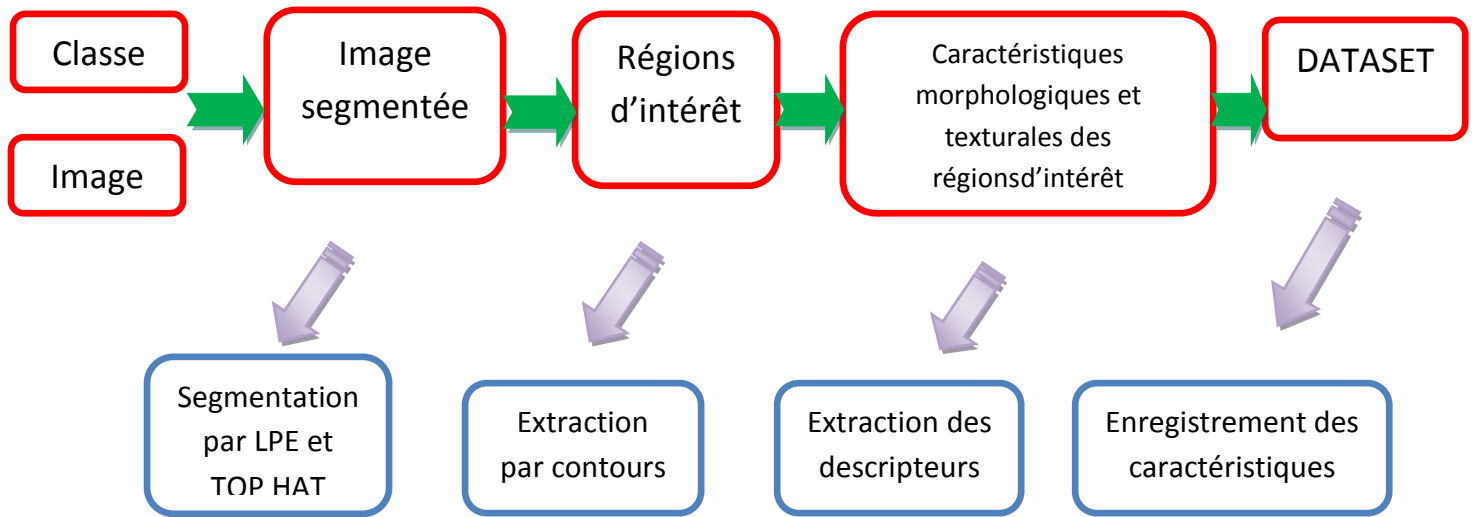 Classe
Image
Image
segmentée
Régions
d’intérêt
Caractéristiques
morphologiques et
texturales des
régionsd’intérêt
DATASET
Segmentation
par LPE et
TOP HAT
Extraction
par contours
Extraction des
descripteurs
Enregistrement des
caractéristiques